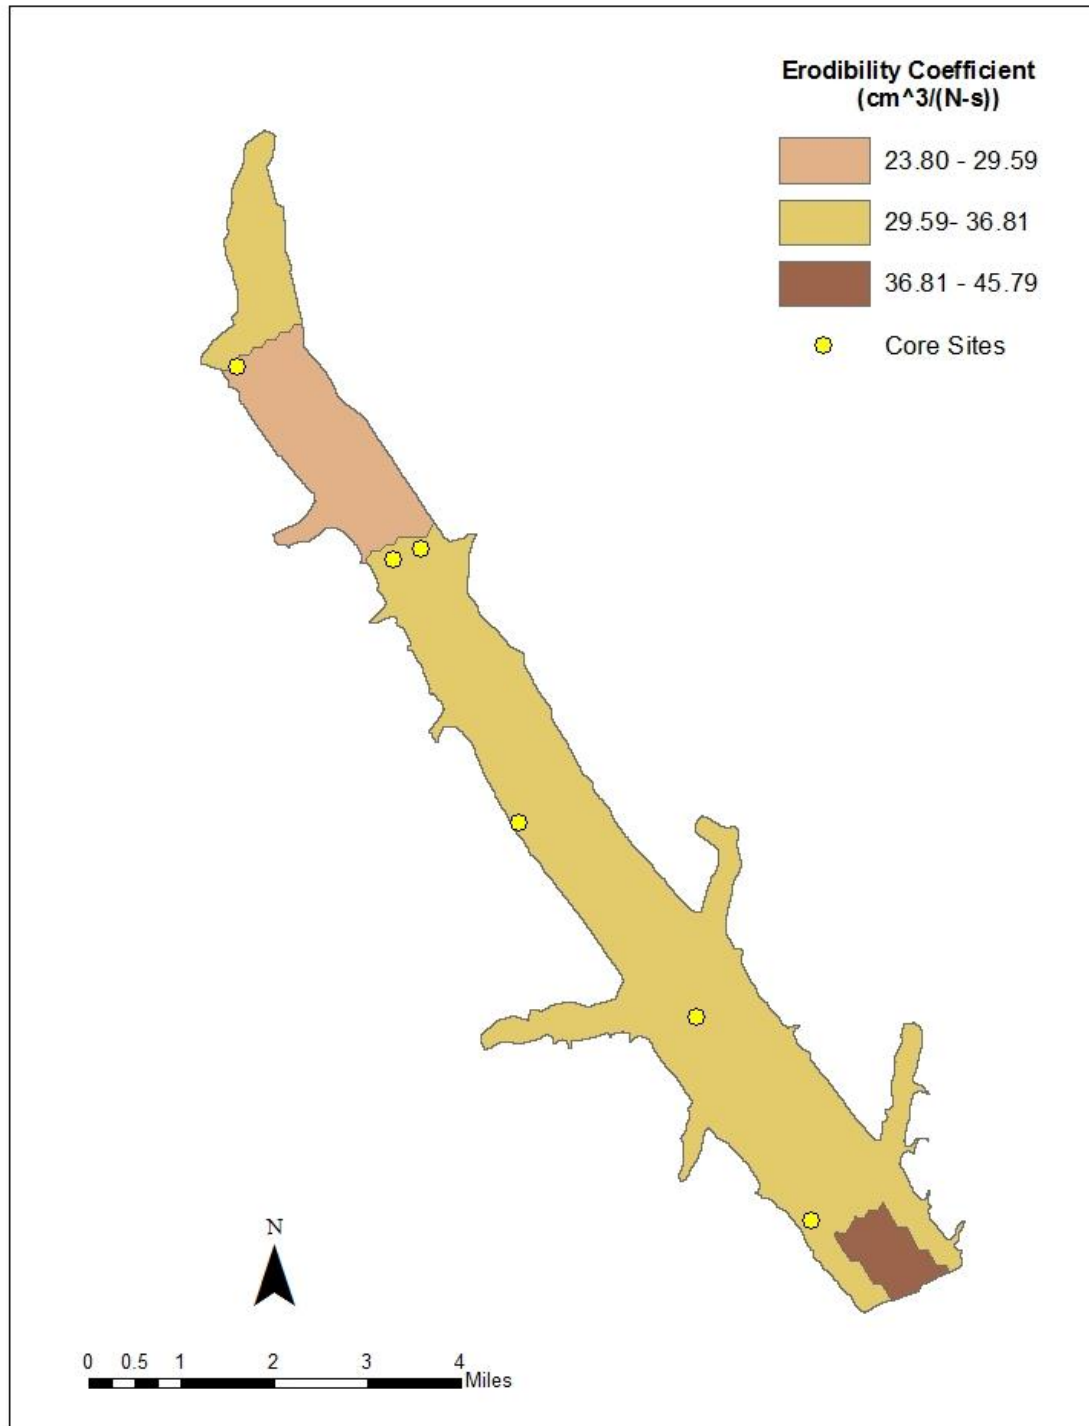 Erodibility Coefficient
(cm^3/(N-s))
23.80 - 29.59
29.59- 36.81
36.81 - 45.79
Core Sites
N
0 0.5 1 2 3 4
Miles